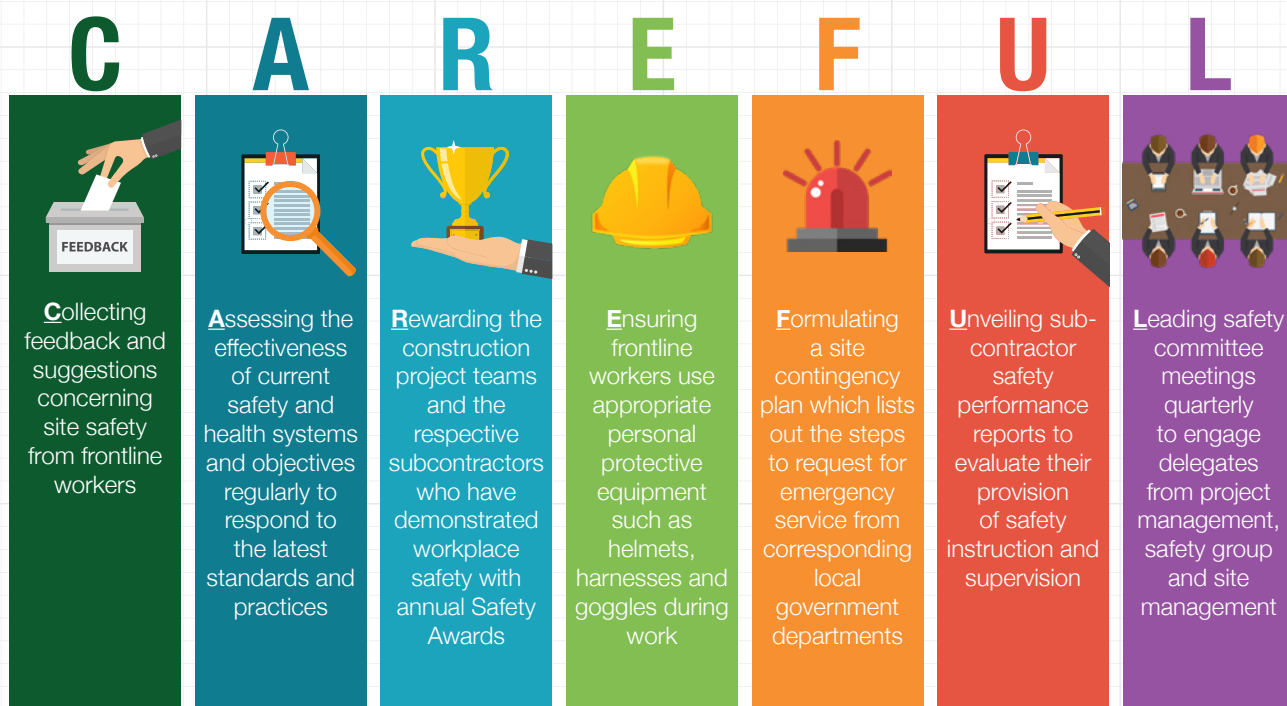 C A R E F U L
FEEDBACK
Collecting
feedback and
suggestions
concerning
site safety
from frontline
workers
Assessing the
effectiveness
of current
safety and
health systems
and objectives
regularly to
respond to
the latest
standards and
practices
Rewarding the
construction
project teams
and the
respective
subcontractors
who have
demonstrated
workplace
safety with
annual Safety
Awards
Ensuring
frontline
workers use
appropriate
personal
protective
equipment
such as
helmets,
harnesses and
goggles during
work
Formulating
a site
contingency
plan which lists
out the steps
to request for
emergency
service from
corresponding
local
government
departments
Unveiling sub-
contractor
safety
performance
reports to
evaluate their
provision
of safety
instruction and
supervision
Leading safety
committee
meetings
quarterly
to engage
delegates
from project
management,
safety group
and site
management